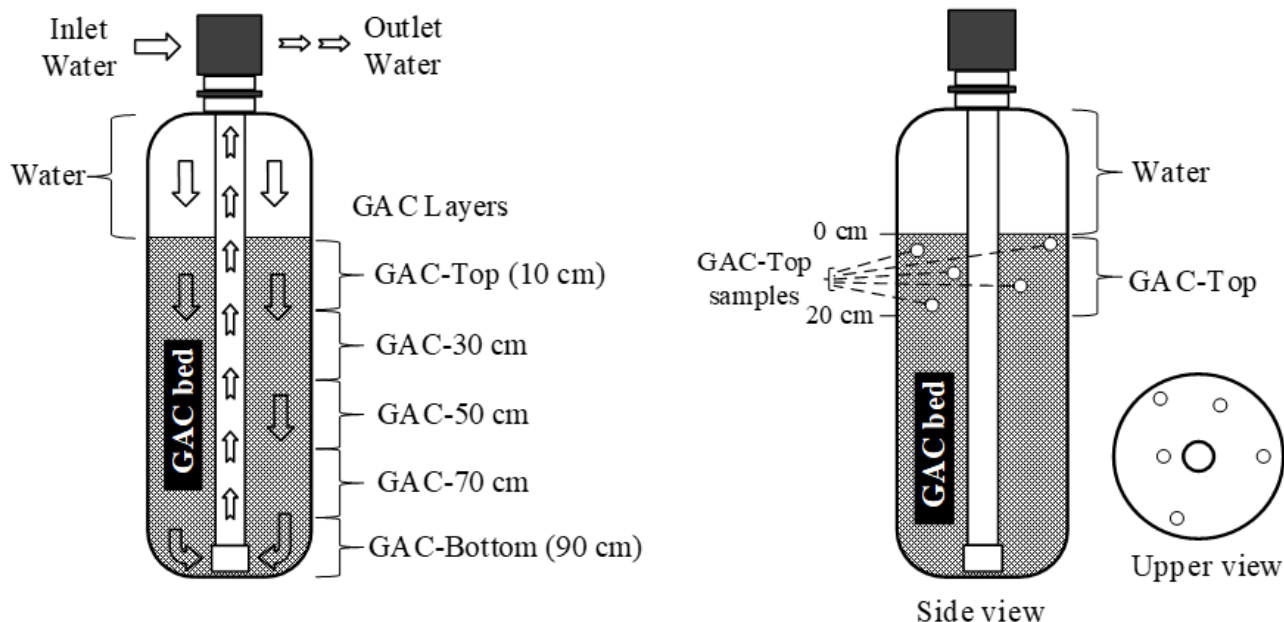 Inlet
Water
Outlet
Water
Water
GAC Layers
GAC-Top (10 cm)
GAC-30 cm
GAC-50 cm
GAC-70 cm
GAC-Bottom (90 cm)
GAC bed
Water
0 cm
GAC-Top
samples
GAC-Top
20 cm
GAC bed
Upper view
Side view